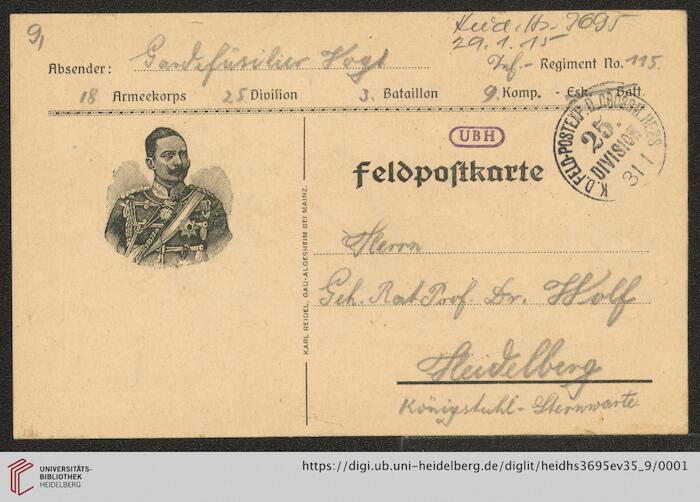 9,
Heid. Hs. 3695
29.1.15
Absender: Gardefüsilier Vogt Inf.- Regiment No. 115.
18 Armeekorps 25 Diviſion 3. Bataillon 9. Komp. - Esk. Batt.
K.D.FELD-POSTEXP. D.GROSSH.HESS
25.
DIVISION
31 1
UBH
Feldpoſtkarte
Herrn
Geh. Rat Prof. Dr. Wolf
Heidelberg
Königstuhl-Sternwarte.
KARL REIDEL, GAU-ALGESHEIM BEI MAINZ.
UNIVERSITÄTS-
BIBLIOTHEK
HEIDELBERG
https://digi.ub.uni-heidelberg.de/diglit/heidhs3695ev35_9/0001